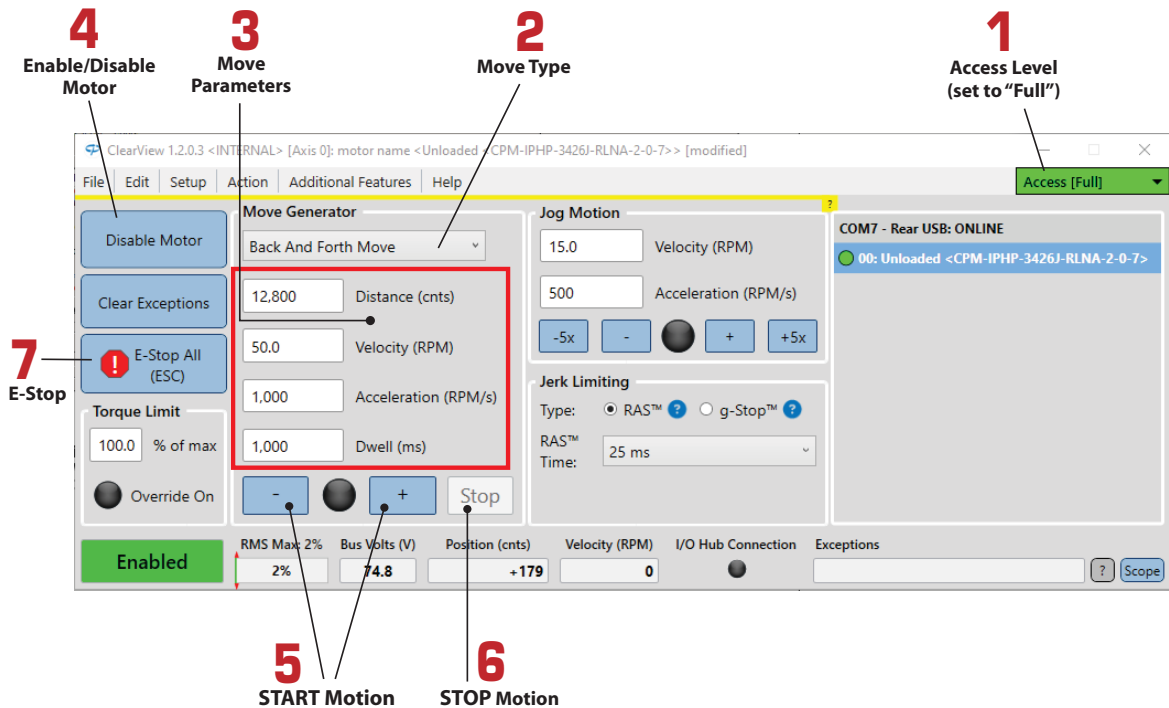 4
Enable/Disable
Motor
3
Move
Parameters
2
Move Type
1
Access Level
(set to “Full”)
ClearView 1.2.0.3 <INTERNAL> [Axis 0]: motor name <Unloaded <CPM-IPHP-3426J-RLNA-2-0-7>> [modified]
File Edit Setup Action Additional Features Help
Access [Full]
Disable Motor
Clear Exceptions
7
E-Stop
! E-Stop All
(ESC)
Torque Limit
100.0 % of max
Override On
Move Generator
Back And Forth Move
12,800 Distance (cnts)
50.0 Velocity (RPM)
1,000 Acceleration (RPM/s)
1,000 Dwell (ms)
- + Stop
Jog Motion
15.0 Velocity (RPM)
500 Acceleration (RPM/s)
-5x - + +5x
Jerk Limiting
Type: RAS™ ? g-Stop™ ?
RAS™
Time: 25 ms
?
COM7 - Rear USB: ONLINE
00: Unloaded <CPM-IPHP-3426J-RLNA-2-0-7>
Enabled
RMS Max: 2% Bus Volts (V) Position (cnts) Velocity (RPM) I/O Hub Connection Exceptions
2% 74.8 +179 0 ? Scope
5
START Motion
6
STOP Motion